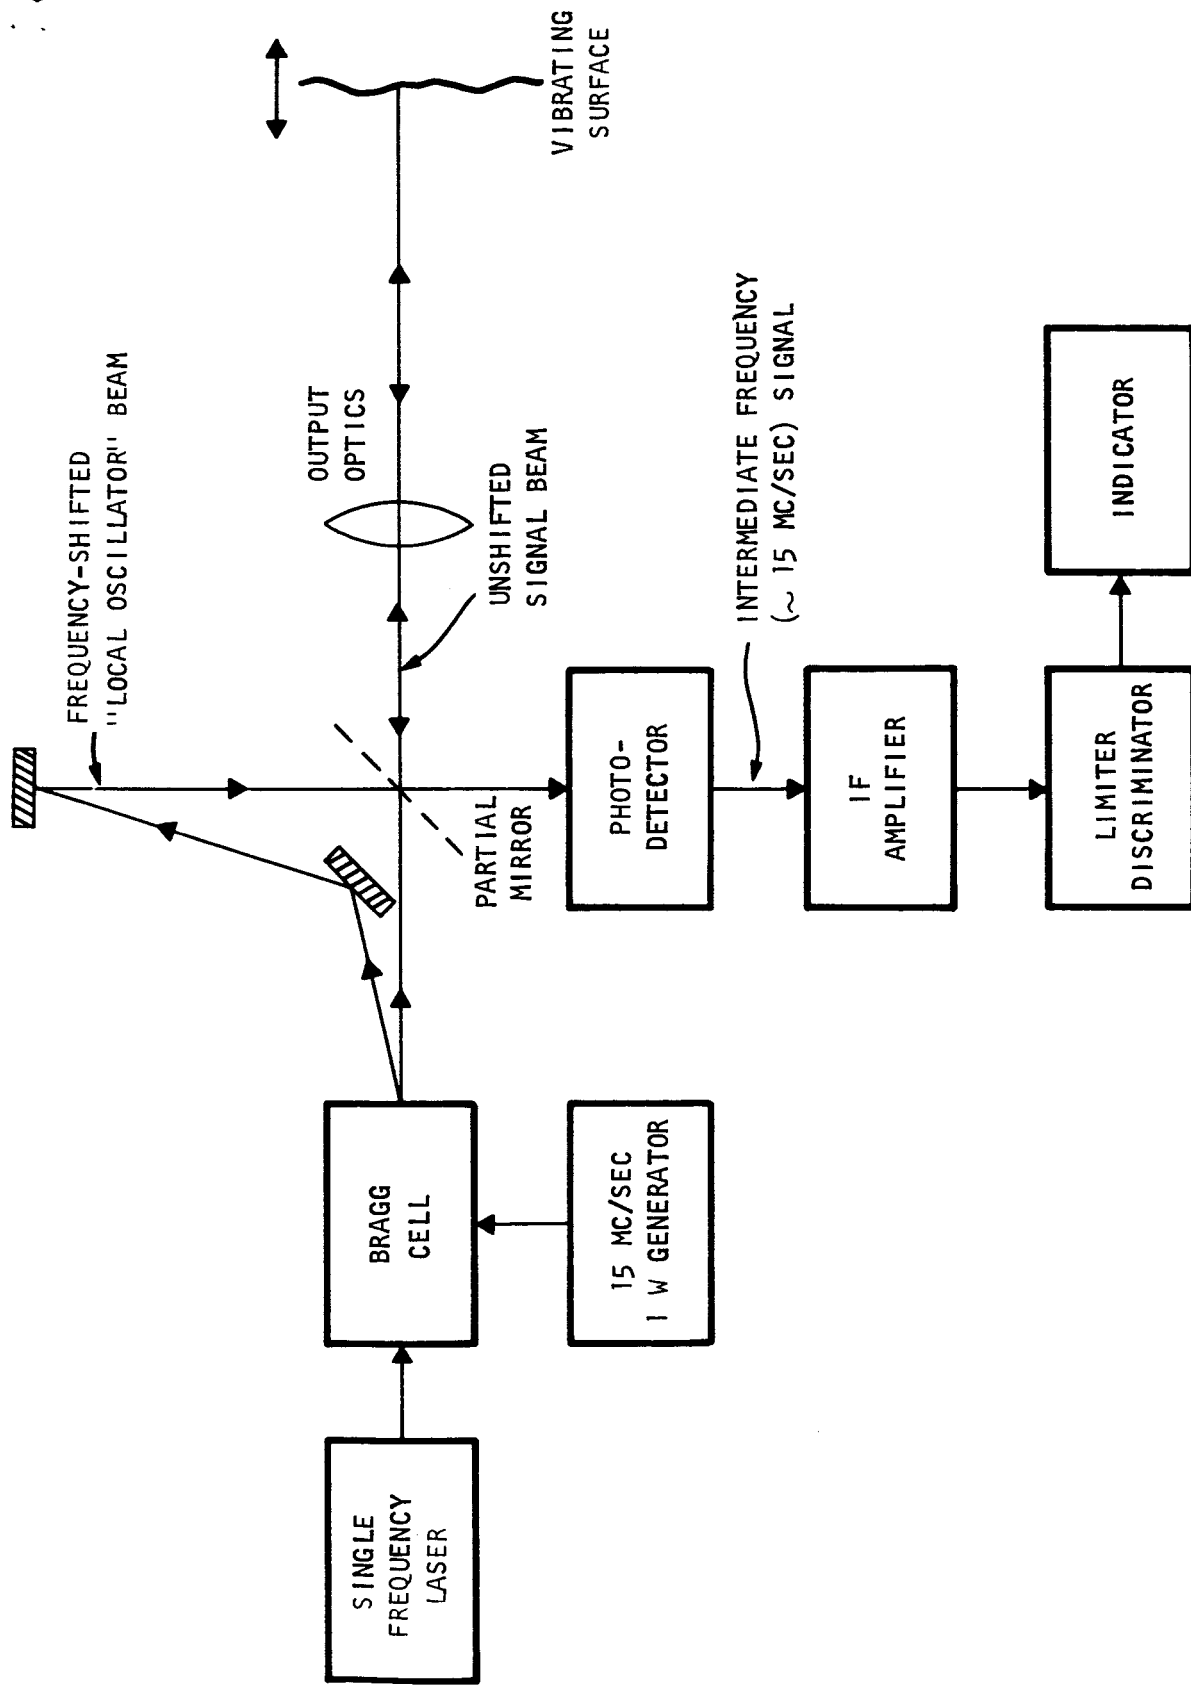 FREQUENCY-SHIFTED
"LOCAL OSCILLATOR" BEAM
OUTPUT
OPTICS
VIBRATING
SURFACE
UNSHIFTED
SIGNAL BEAM
PARTIAL
MIRROR
SINGLE
FREQUENCY
LASER
BRAGG
CELL
15 MC/SEC
1 W GENERATOR
PHOTO-
DETECTOR
INTERMEDIATE FREQUENCY
(~ 15 MC/SEC) SIGNAL
IF
AMPLIFIER
LIMITER
DISCRIMINATOR
INDICATOR